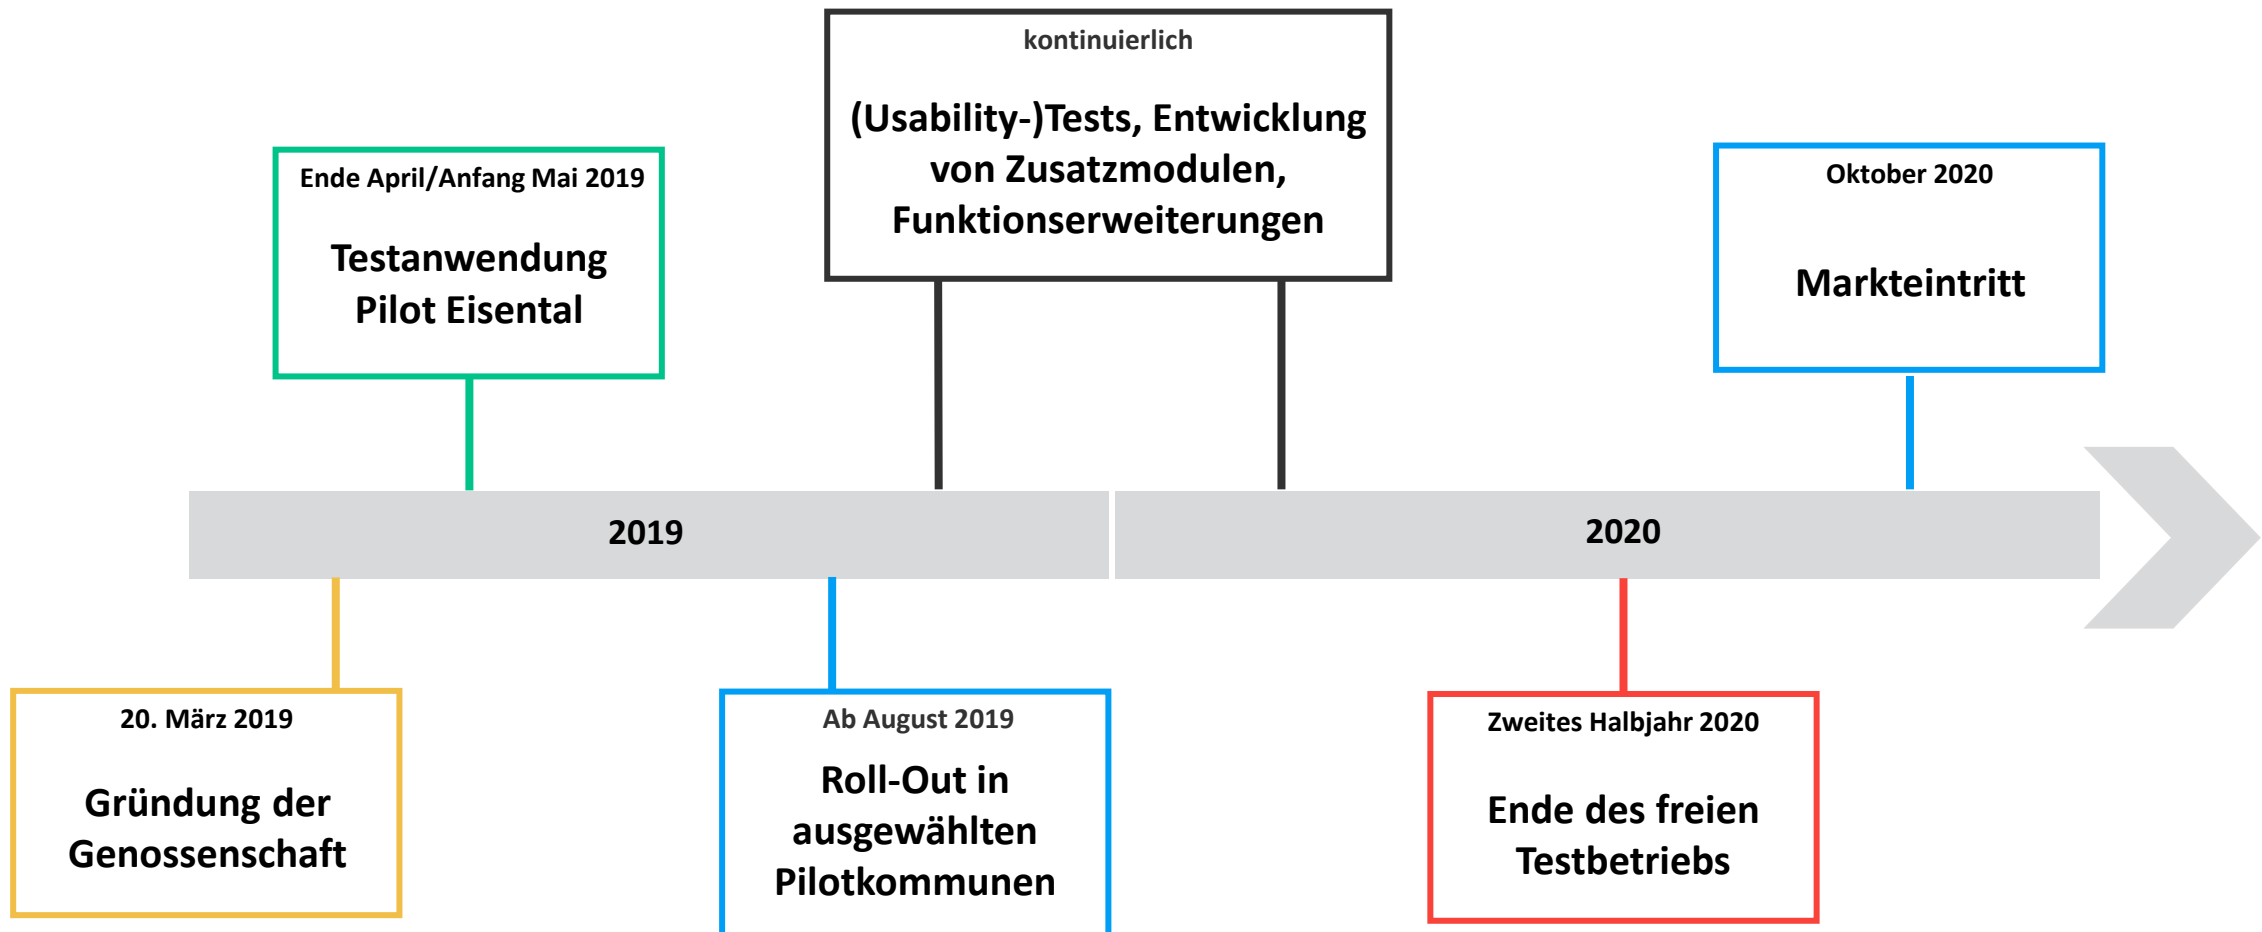 kontinuierlich
(Usability-)Tests, Entwicklung
von Zusatzmodulen,
Funktionserweiterungen
Ende April/Anfang Mai 2019
Testanwendung
Pilot Eisental
Oktober 2020
Markteintritt
2019
2020
20. März 2019
Gründung der
Genossenschaft
Ab August 2019
Roll-Out in
ausgewählten
Pilotkommunen
Zweites Halbjahr 2020
Ende des freien
Testbetriebs